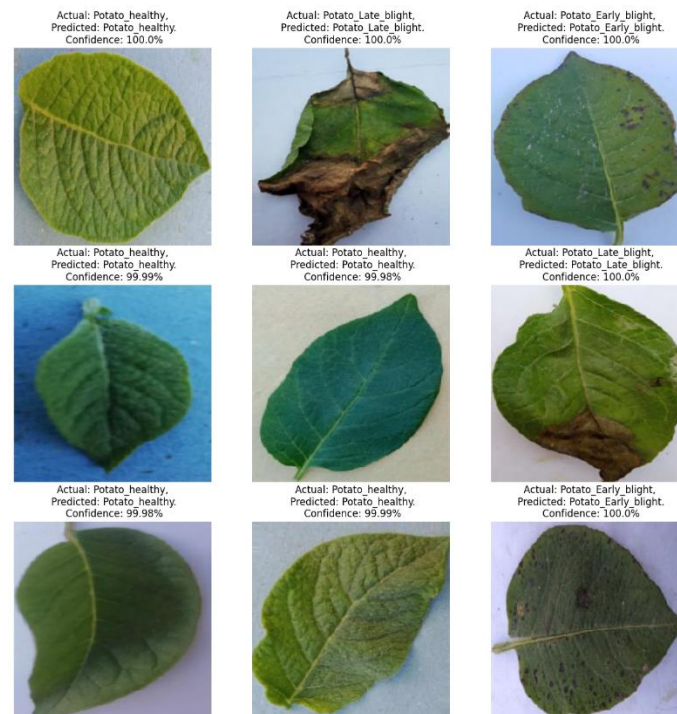 Actual: Potato_healthy,
Predicted: Potato_healthy.
Confidence: 100.0%
Actual: Potato_Late_blight,
Predicted: Potato_Late_blight.
Confidence: 100.0%
Actual: Potato_Early_blight,
Predicted: Potato_Early_blight.
Confidence: 100.0%
Actual: Potato_healthy,
Predicted: Potato_healthy.
Confidence: 99.99%
Actual: Potato_healthy,
Predicted: Potato_healthy.
Confidence: 99.98%
Actual: Potato_Late_blight,
Predicted: Potato_Late_blight.
Confidence: 100.0%
Actual: Potato_healthy,
Predicted: Potato_healthy.
Confidence: 99.98%
Actual: Potato_healthy,
Predicted: Potato_healthy.
Confidence: 99.99%
Actual: Potato_Early_blight,
Predicted: Potato_Early_blight.
Confidence: 100.0%